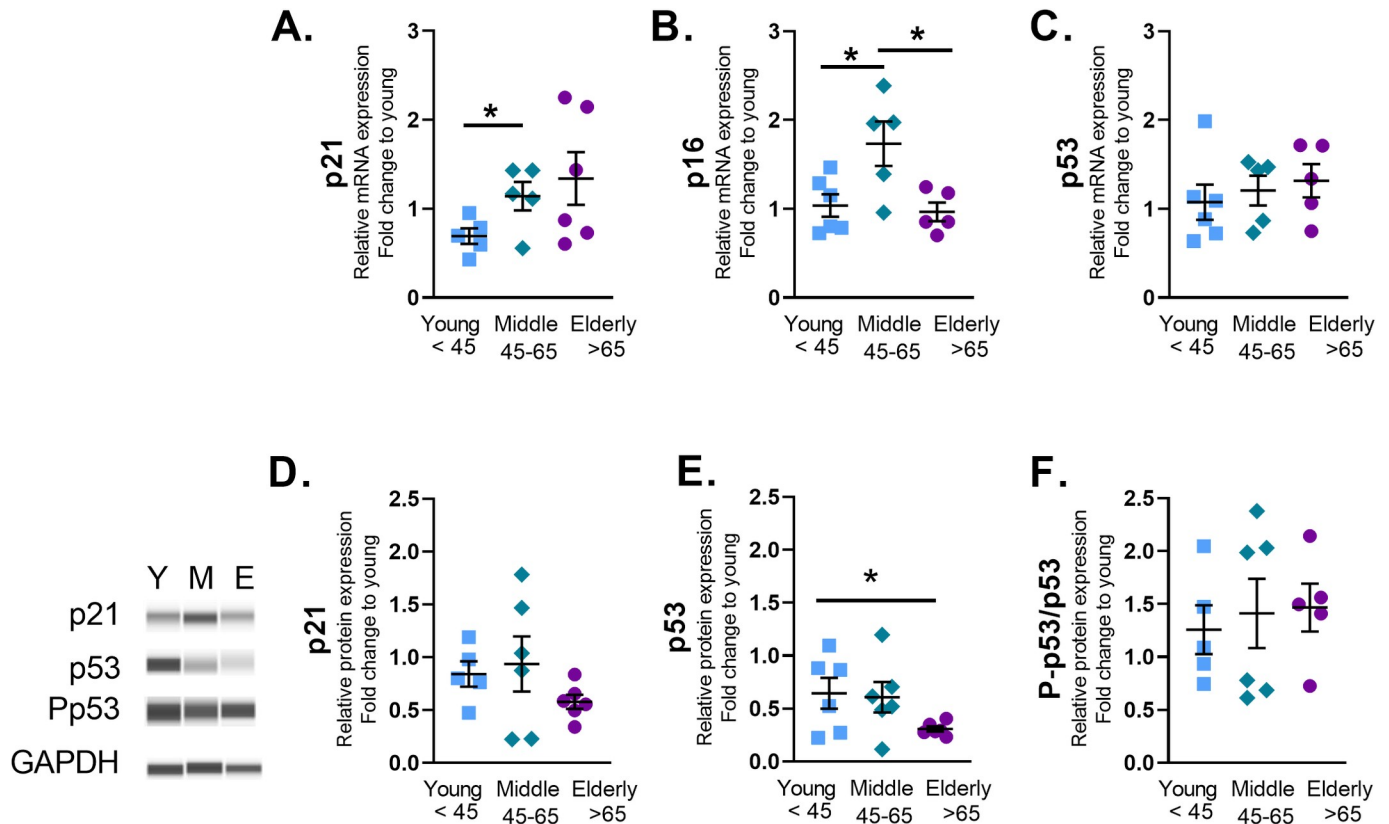 A.
p21
Relative mRNA expression
Fold change to young
3
2
1
0
*
Young
< 45
Middle
45-65
Elderly
>65
B.
p16
Relative mRNA expression
Fold change to young
3
2
1
0
*
*
Young
< 45
Middle
45-65
Elderly
>65
C.
p53
Relative mRNA expression
Fold change to young
3
2
1
0
Young
< 45
Middle
45-65
Elderly
>65
Y M E
p21
p53
Pp53
GAPDH
D.
p21
Relative protein expression
Fold change to young
2.5
2.0
1.5
1.0
0.5
0.0
Young
< 45
Middle
45-65
Elderly
>65
E.
p53
Relative protein expression
Fold change to young
2.5
2.0
1.5
1.0
0.5
0.0
*
Young
< 45
Middle
45-65
Elderly
>65
F.
P-p53/p53
Relative protein expression
Fold change to young
2.5
2.0
1.5
1.0
0.5
0.0
Young
< 45
Middle
45-65
Elderly
>65